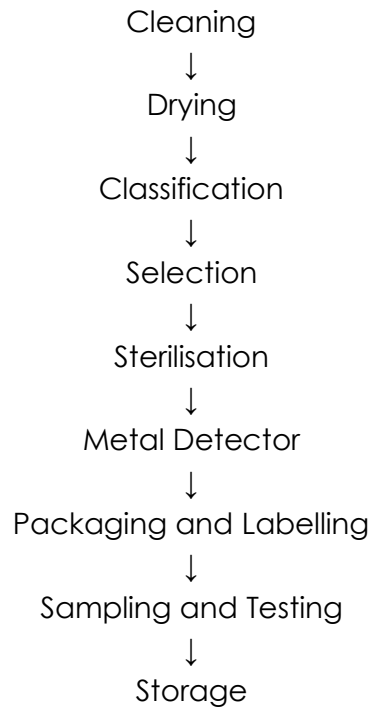 Cleaning
↓
Drying
↓
Classification
↓
Selection
↓
Sterilisation
↓
Metal Detector
↓
Packaging and Labelling
↓
Sampling and Testing
↓
Storage